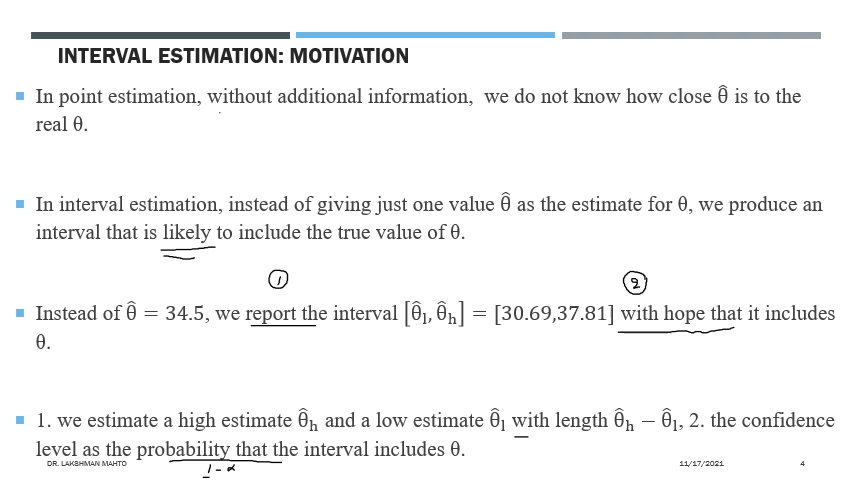 INTERVAL ESTIMATION: MOTIVATION
In point estimation, without additional information, we do not know how close θ̂ is to the
real θ.
In interval estimation, instead of giving just one value θ̂ as the estimate for θ, we produce an
interval that is likely to include the true value of θ.
① ②
Instead of θ̂ = 34.5, we report the interval [θ̂ₗ, θ̂ₕ] = [30.69,37.81] with hope that it includes
θ.
1. we estimate a high estimate θ̂ₕ and a low estimate θ̂ₗ with length θ̂ₕ − θ̂ₗ, 2. the confidence
level as the probability that the interval includes θ.
1-α
DR. LAKSHMAN MAHTO 11/17/2021 4